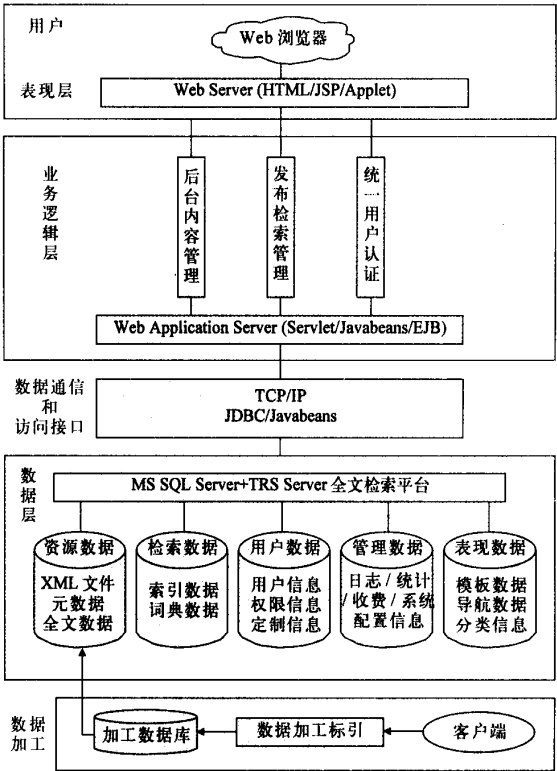 用户
Web 浏览器
表现层
Web Server (HTML/JSP/Applet)
业务逻辑层
后台内容管理
发布检索管理
统一用户认证
Web Application Server (Servlet/Javabeans/EJB)
数据通信
和
访问接口
TCP/IP
JDBC/Javabeans
数据层
MS SQL Server+TRS Server 全文检索平台
资源数据
XML 文件
元数据
全文数据
检索数据
索引数据
词典数据
用户数据
用户信息
权限信息
定制信息
管理数据
日志 / 统计
/ 收费 / 系统
配置信息
表现数据
模板数据
导航数据
分类信息
数据
加工
加工数据库
数据加工标引
客户端